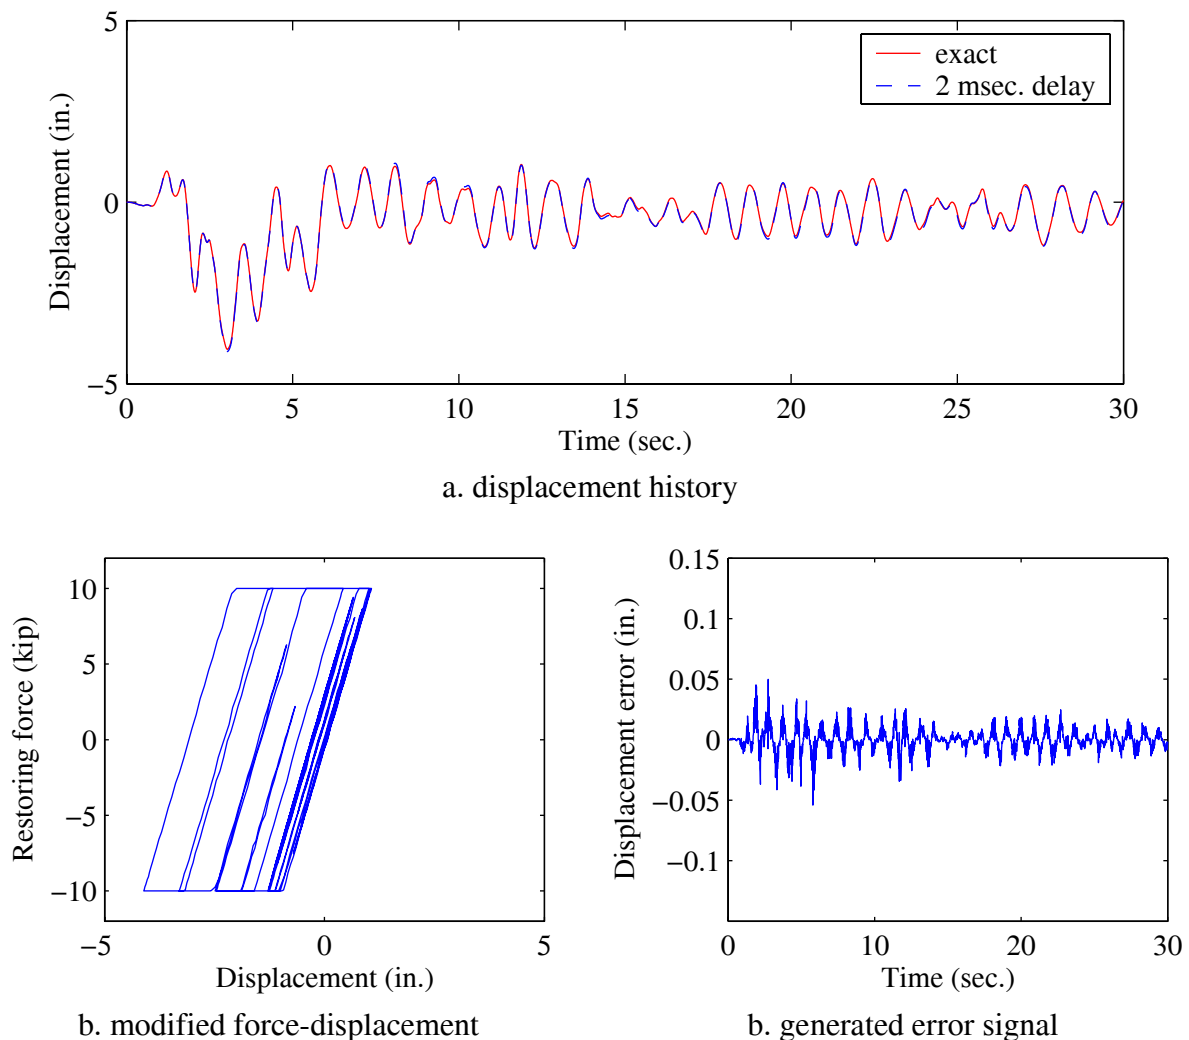 5
0
−5
Displacement (in.)
exact
2 msec. delay
0 5 10 15 20 25 30
Time (sec.)
a. displacement history
10
5
0
−5
−10
Restoring force (kip)
−5 0 5
Displacement (in.)
b. modified force-displacement
0.15
0.1
0.05
0
−0.05
−0.1
Displacement error (in.)
0 10 20 30
Time (sec.)
b. generated error signal